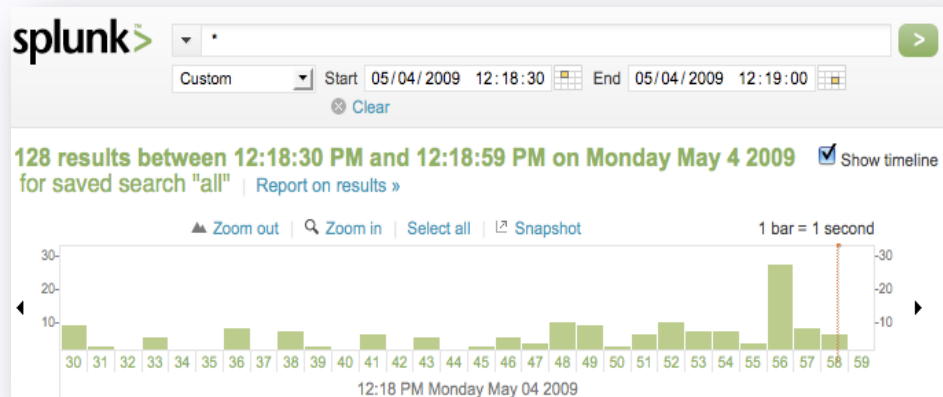 splunk>™
*
Custom Start 05/04/2009 12:18:30 End 05/04/2009 12:19:00
Clear
128 results between 12:18:30 PM and 12:18:59 PM on Monday May 4 2009 Show timeline
for saved search "all" | Report on results »
Zoom out | Zoom in | Select all | Snapshot 1 bar = 1 second
30 30
20 20
10 10
30 31 32 33 34 35 36 37 38 39 40 41 42 43 44 45 46 47 48 49 50 51 52 53 54 55 56 57 58 59
12:18 PM Monday May 04 2009